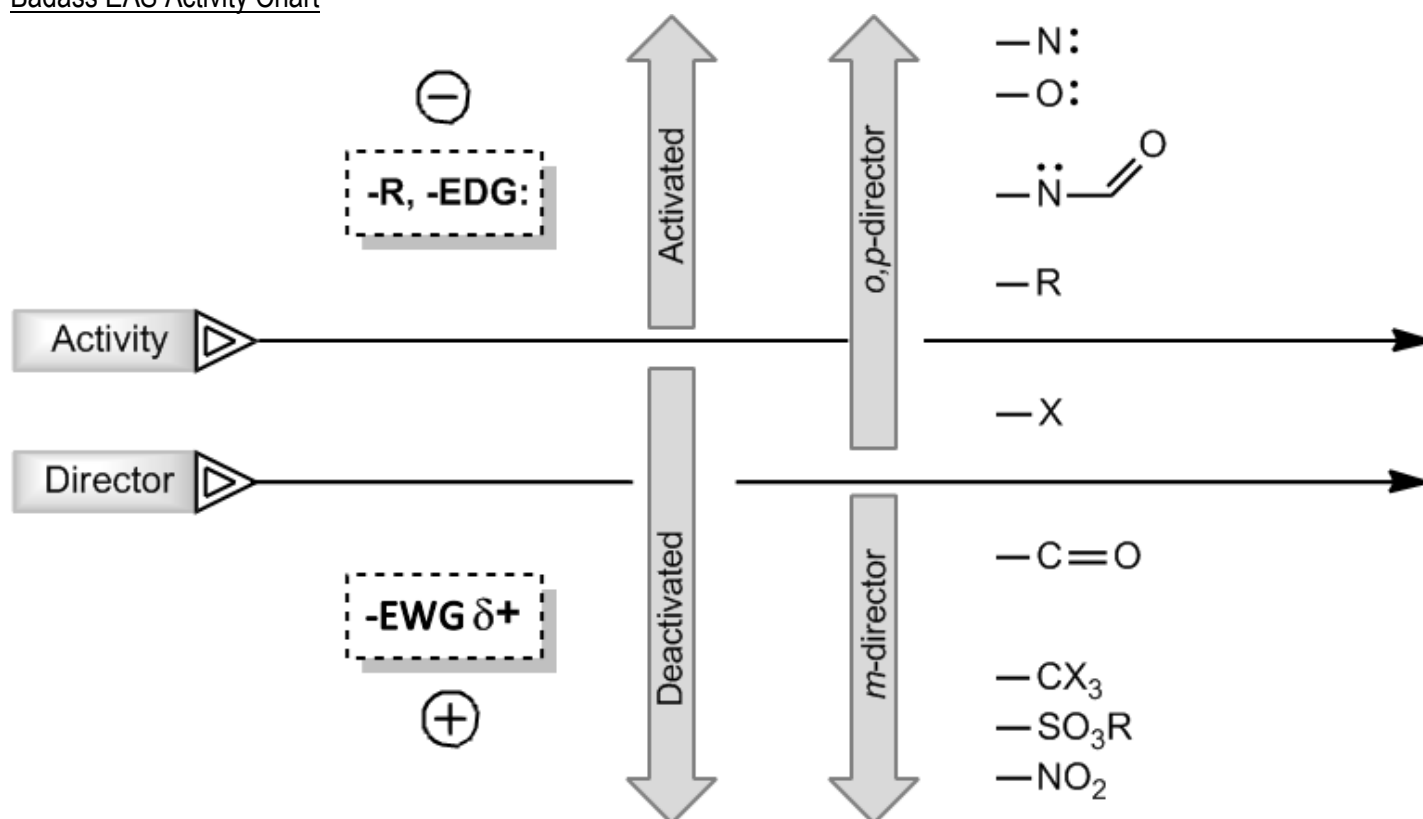 Badass EAS Activity Chart
–N:
–O:
O
–N̈
-R, -EDG:
Activated
o,p-director
–R
Activity
–X
Director
–C=O
-EWG δ+
Deactivated
m-director
–CX₃
–SO₃R
–NO₂